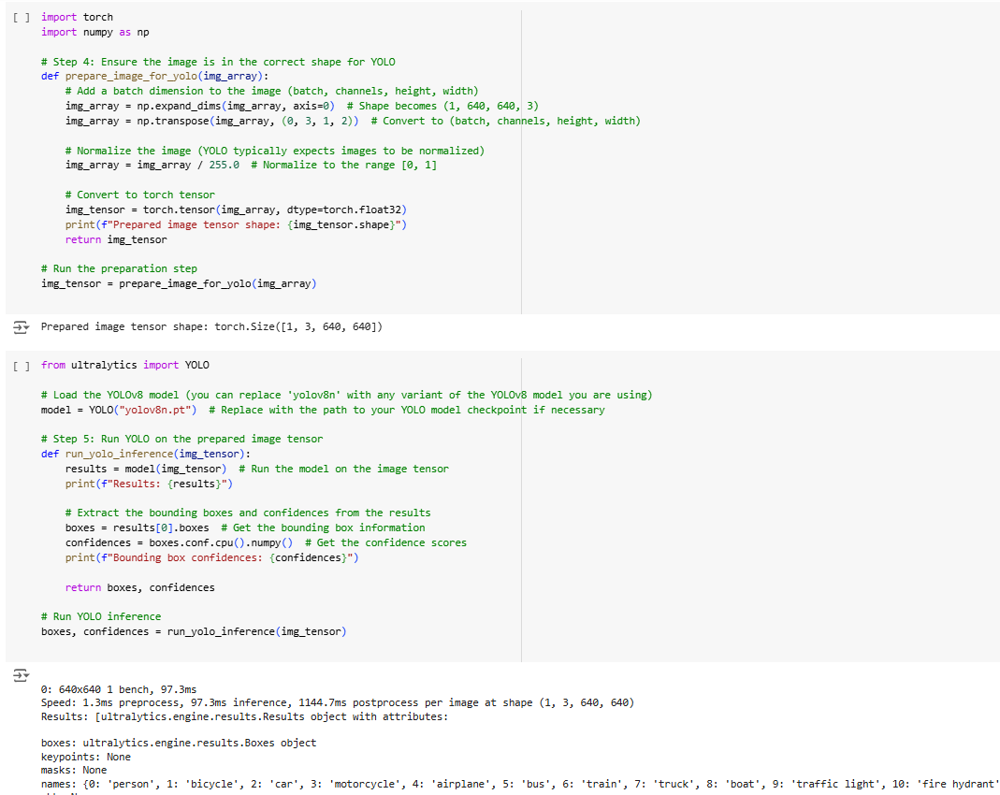 [ ] import torch
import numpy as np
# Step 4: Ensure the image is in the correct shape for YOLO
def prepare_image_for_yolo(img_array):
# Add a batch dimension to the image (batch, channels, height, width)
img_array = np.expand_dims(img_array, axis=0)  # Shape becomes (1, 640, 640, 3)
img_array = np.transpose(img_array, (0, 3, 1, 2))  # Convert to (batch, channels, height, width)
# Normalize the image (YOLO typically expects images to be normalized)
img_array = img_array / 255.0  # Normalize to the range [0, 1]
# Convert to torch tensor
img_tensor = torch.tensor(img_array, dtype=torch.float32)
print(f"Prepared image tensor shape: {img_tensor.shape}")
return img_tensor
# Run the preparation step
img_tensor = prepare_image_for_yolo(img_array)
Prepared image tensor shape: torch.Size([1, 3, 640, 640])
[ ] from ultralytics import YOLO
# Load the YOLOv8 model (you can replace 'yolov8n' with any variant of the YOLOv8 model you are using)
model = YOLO("yolov8n.pt")  # Replace with the path to your YOLO model checkpoint if necessary
# Step 5: Run YOLO on the prepared image tensor
def run_yolo_inference(img_tensor):
results = model(img_tensor)  # Run the model on the image tensor
print(f"Results: {results}")
# Extract the bounding boxes and confidences from the results
boxes = results[0].boxes  # Get the bounding box information
confidences = boxes.conf.cpu().numpy()  # Get the confidence scores
print(f"Bounding box confidences: {confidences}")
return boxes, confidences
# Run YOLO inference
boxes, confidences = run_yolo_inference(img_tensor)
0: 640x640 1 bench, 97.3ms
Speed: 1.3ms preprocess, 97.3ms inference, 1144.7ms postprocess per image at shape (1, 3, 640, 640)
Results: [ultralytics.engine.results.Results object with attributes:
boxes: ultralytics.engine.results.Boxes object
keypoints: None
masks: None
names: {0: 'person', 1: 'bicycle', 2: 'car', 3: 'motorcycle', 4: 'airplane', 5: 'bus', 6: 'train', 7: 'truck', 8: 'boat', 9: 'traffic light', 10: 'fire hydrant'